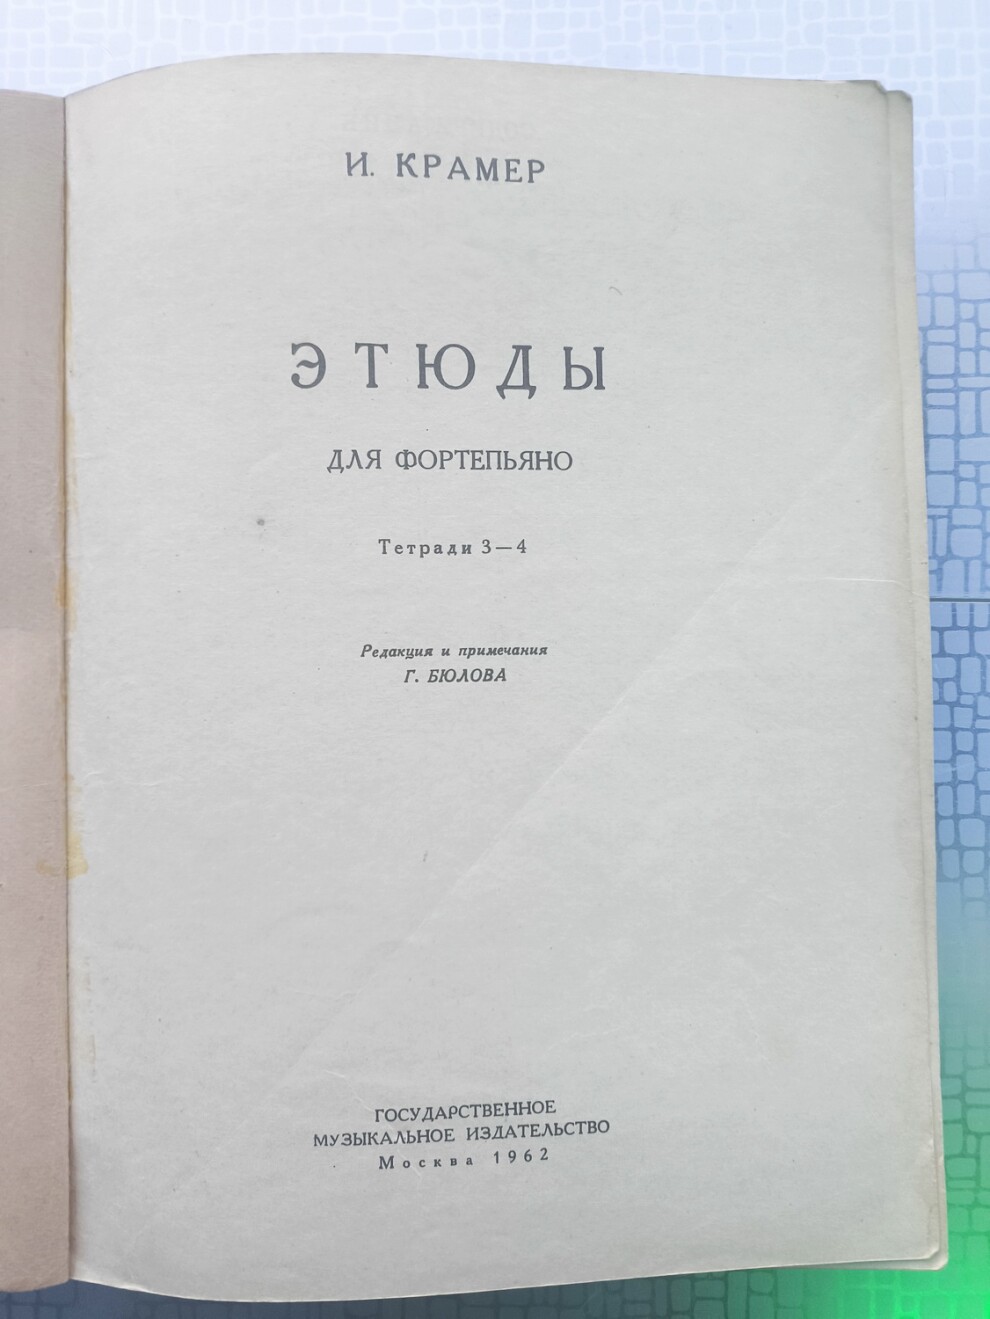 И. КРАМЕР
ЭТЮДЫ
ДЛЯ ФОРТЕПЬЯНО
Тетради 3—4
Редакция и примечания
Г. БЮЛОВА
ГОСУДАРСТВЕННОЕ
МУЗЫКАЛЬНОЕ ИЗДАТЕЛЬСТВО
Москва 1962